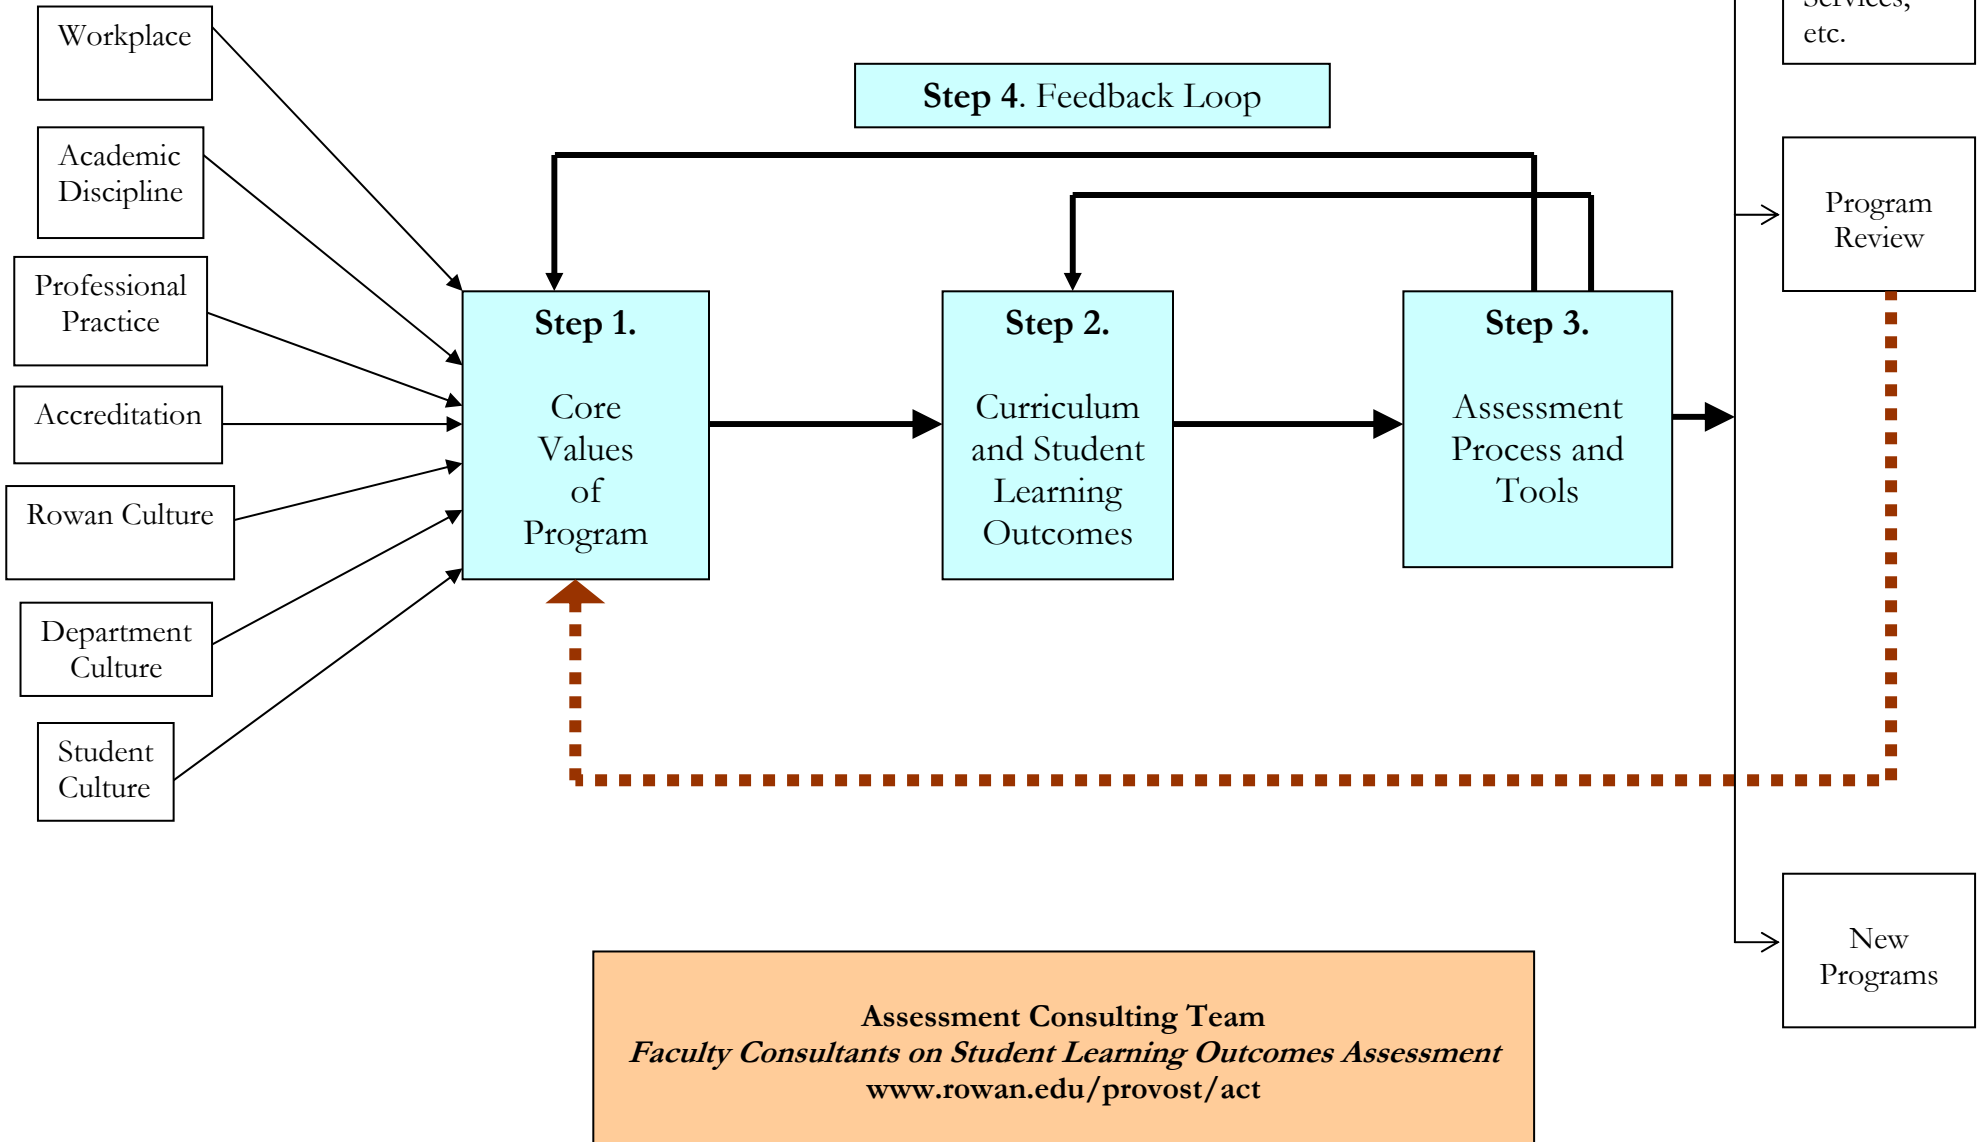 Workplace
Services,
etc.
Step 4. Feedback Loop
Academic
Discipline
Program
Review
Professional
Practice
Step 1.
Core
Values
of
Program
Step 2.
Curriculum
and Student
Learning
Outcomes
Step 3.
Assessment
Process and
Tools
Accreditation
Rowan Culture
Department
Culture
Student
Culture
New
Programs
Assessment Consulting Team
Faculty Consultants on Student Learning Outcomes Assessment
www.rowan.edu/provost/act